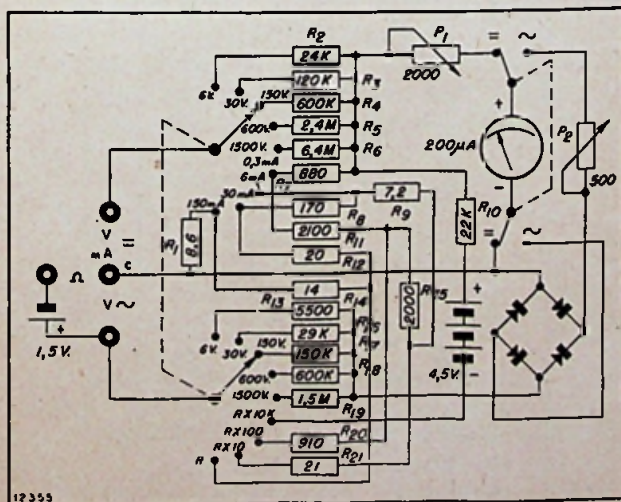 R2
24K
6V.
120K
R3
30V.
150V.
600K
R4
600V.
2,4M
R5
1500V.
6,4M
R6
0,3mA
880
6mA
30mA
7,2
150mA
170
R8
R9
2100
R11
20
R12
R1
8,6
14
R13
R14
5500
6V.
29K
30V.
150V.
150K
600K
R18
600V.
1500V.
1,5M
R19
RX10K
RX100
910
R20
RX10
21
R21
R
P1
2000
=
~
+
200µA
-
P2
500
R10
22K
=
~
2000
+
4,5V.
-
V
=
mA
c
Ω
V~
+
1,5V.
12355